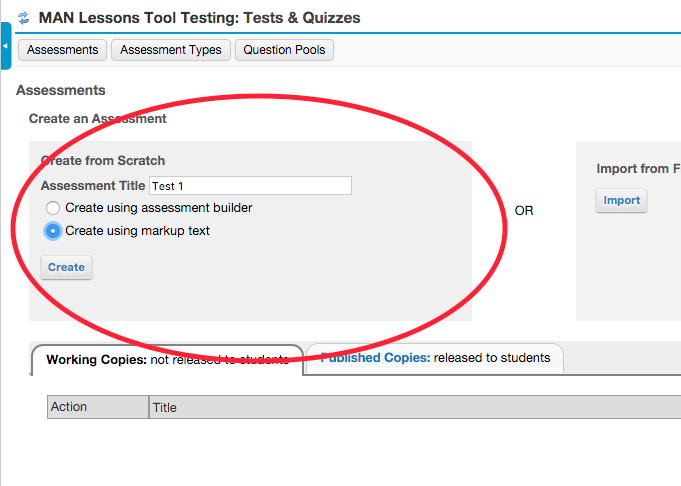 MAN Lessons Tool Testing: Tests & Quizzes
Assessments Assessment Types Question Pools
Assessments
Create an Assessment
Create from Scratch
Assessment Title Test 1
Create using assessment builder
Create using markup text
Create
OR
Import from F
Import
Working Copies: not released to students
Published Copies: released to students
Action Title